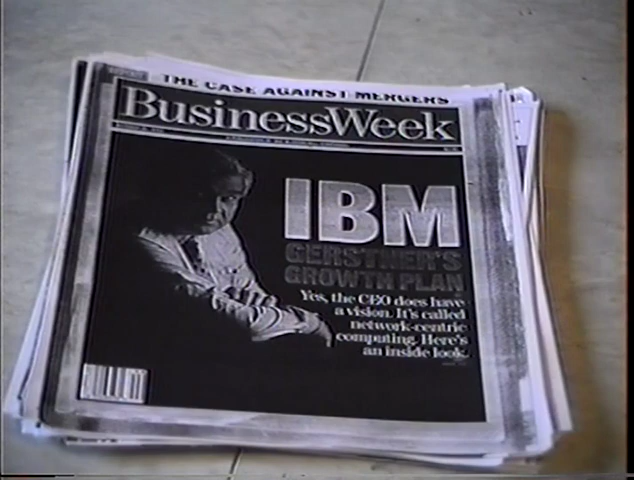 THE CASE AGAINST MERGERS
BusinessWeek
IBM
GERSTNER'S
GROWTH PLAN
Yes, the CEO does have
a vision. It's called
network-centric
computing. Here's
an inside look.